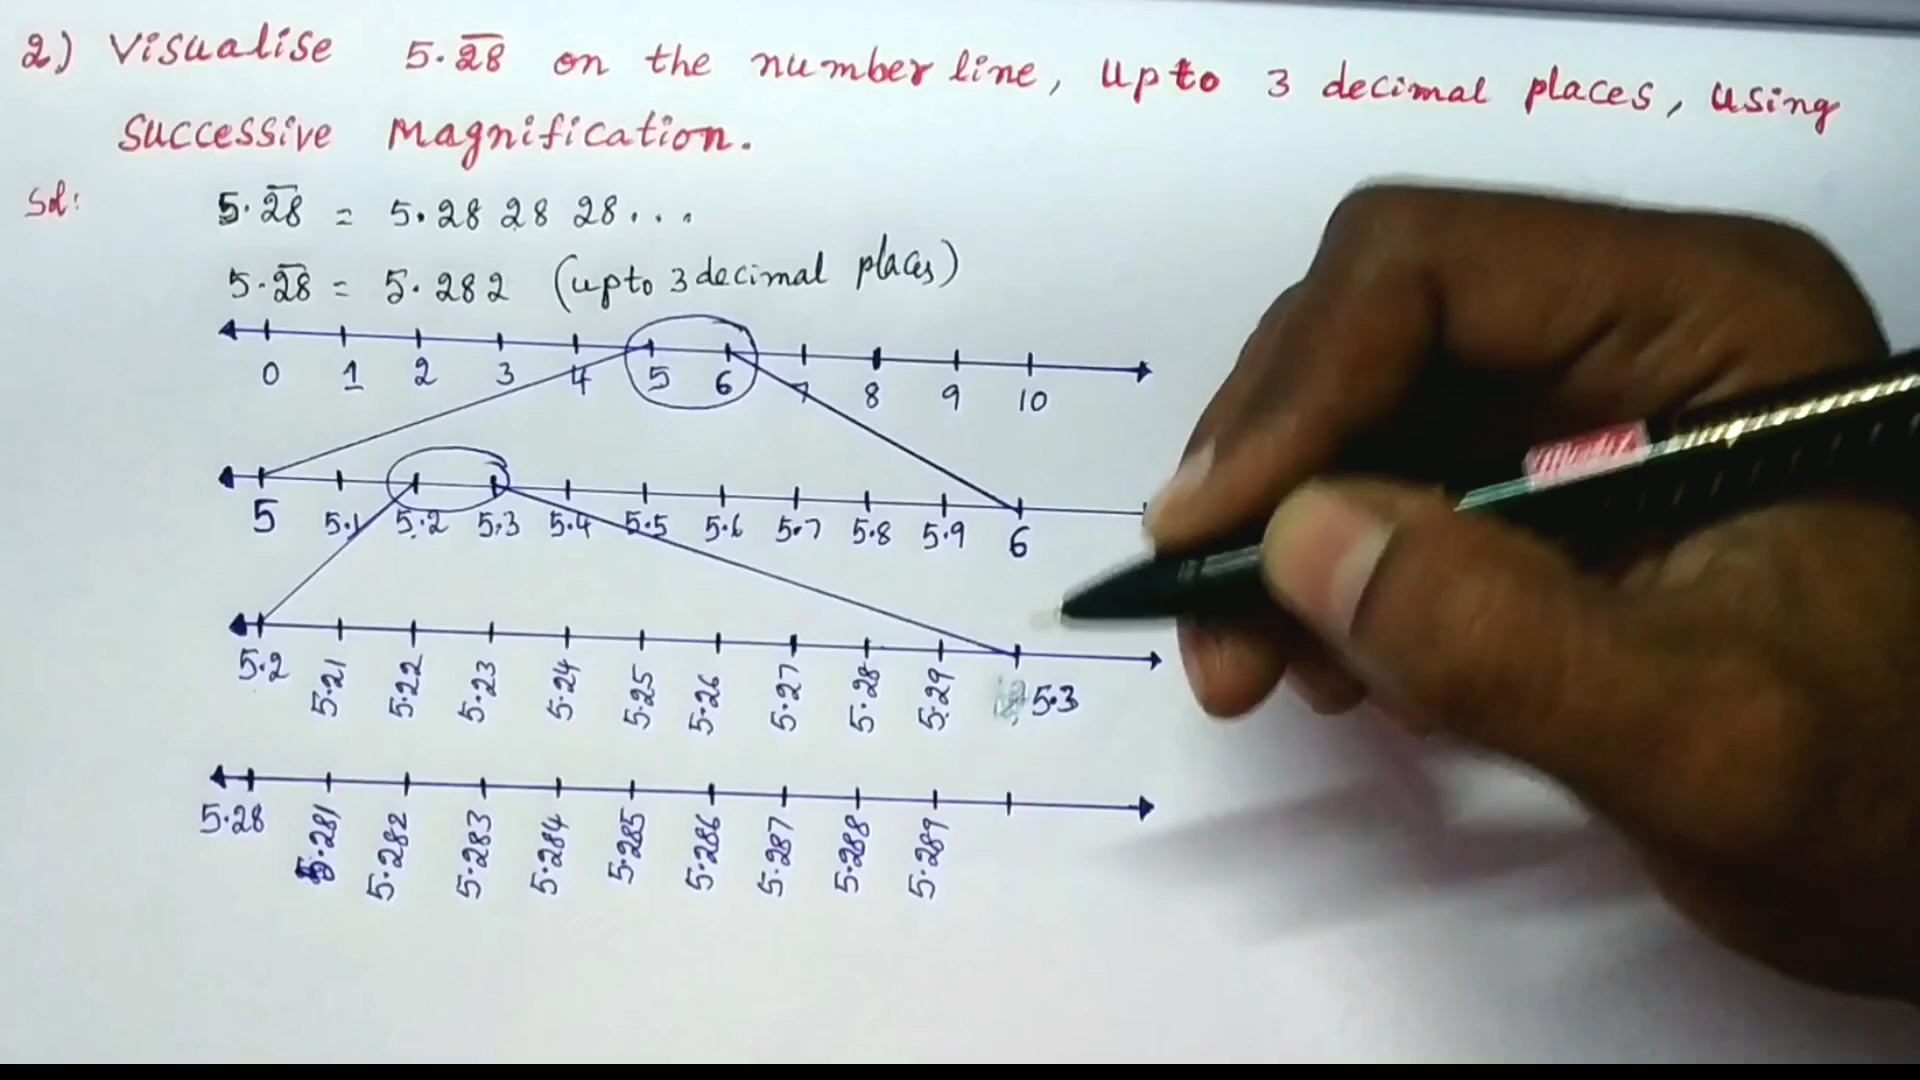 2) Visualise 5.2̅8̅ on the number line, upto 3 decimal places, using
successive magnification.
Sol:
5.2̅8̅ = 5.28 28 28...
5.2̅8̅ = 5.282 (upto 3 decimal places)
0 1 2 3 4 5 6 7 8 9 10
5 5.1 5.2 5.3 5.4 5.5 5.6 5.7 5.8 5.9 6
5.2 5.21 5.22 5.23 5.24 5.25 5.26 5.27 5.28 5.29 5.3
5.28 5.281 5.282 5.283 5.284 5.285 5.286 5.287 5.288 5.289